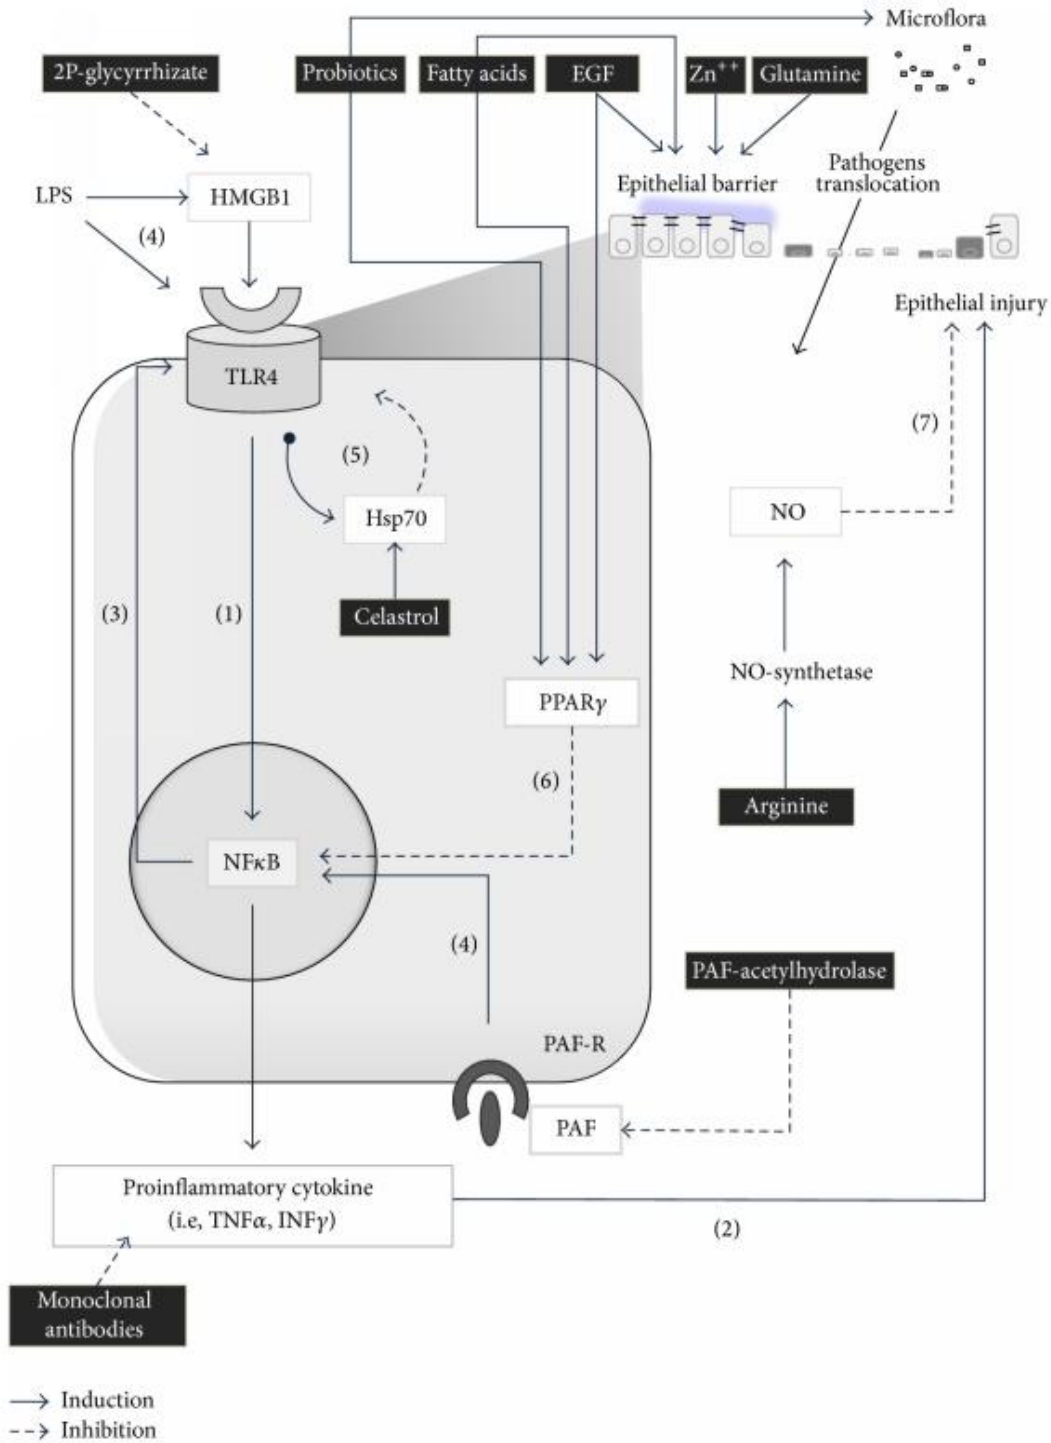 Microflora
2P-glycyrrhizate
Probiotics
Fatty acids
EGF
Zn++
Glutamine
Pathogens
translocation
LPS
HMGB1
Epithelial barrier
(4)
Epithelial injury
TLR4
(7)
(5)
Hsp70
NO
(3)
(1)
Celastrol
NO-synthetase
PPARγ
(6)
Arginine
NFκB
(4)
PAF-acetylhydrolase
PAF-R
PAF
Proinflammatory cytokine
(i.e, TNFα, INFγ)
(2)
Monoclonal
antibodies
Induction
Inhibition